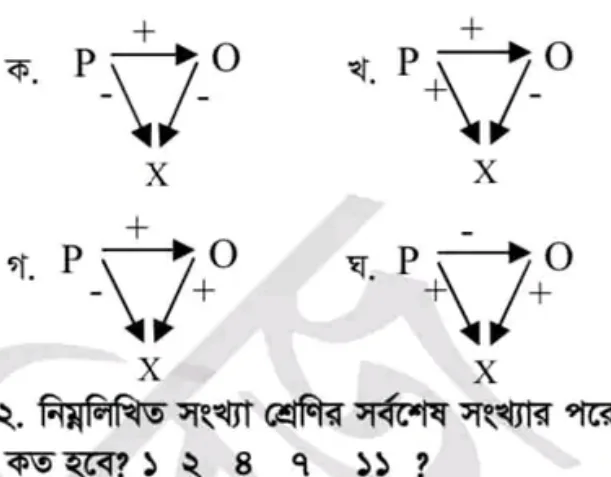 + +
ক. P O খ. P O
- - + -
X X
+ -
গ. P O ঘ. P O
- + + +
X X
২. নিম্নলিখিত সংখ্যা শ্রেণির সর্বশেষ সংখ্যার পরে
কত হবে? ১ ২ ৪ ৭ ১১ ?